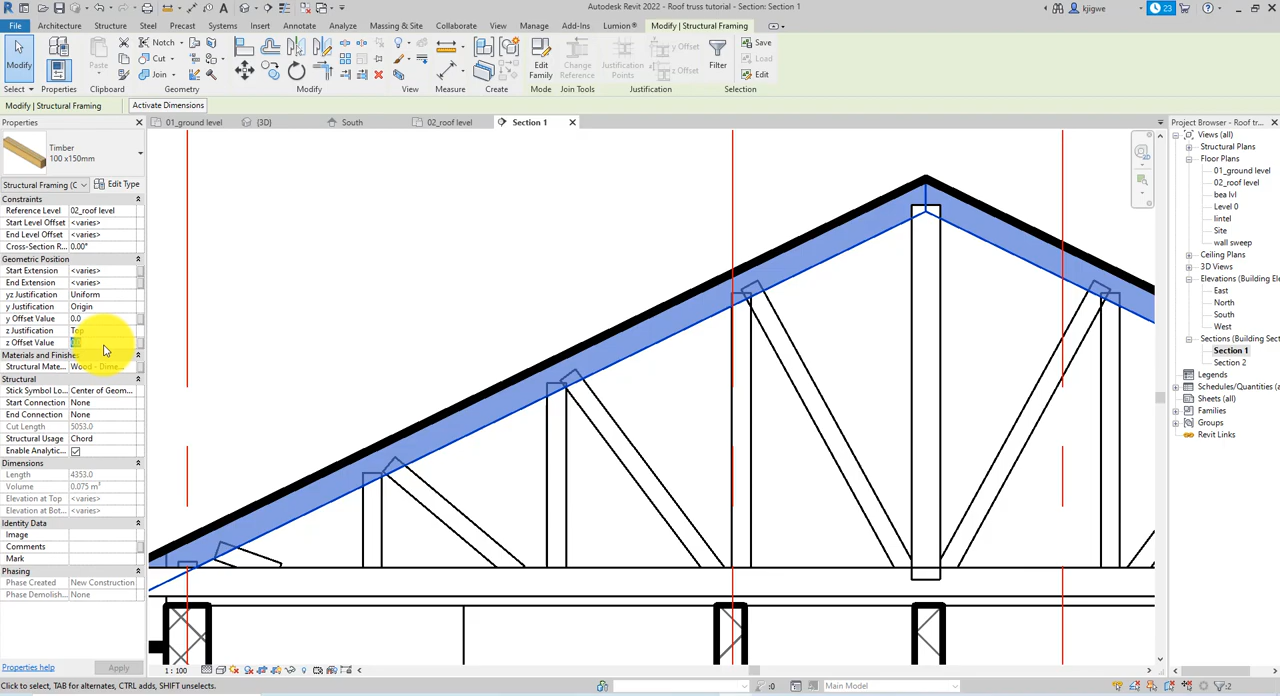 Autodesk Revit 2022 - Roof truss tutorial - Section: Section 1
kjigwe
23
File
Architecture
Structure
Steel
Precast
Systems
Insert
Annotate
Analyze
Massing & Site
Collaborate
View
Manage
Add-Ins
Lumion®
Modify | Structural Framing
Modify
Paste
Notch
Cut
Join
Edit
Family
Change
Reference
Justification
Points
y Offset
z Offset
Filter
Save
Load
Edit
Select
Properties
Clipboard
Geometry
Modify
View
Measure
Create
Mode
Join Tools
Justification
Selection
Modify | Structural Framing
Activate Dimensions
Properties
01_ground level
{3D}
South
02_roof level
Section 1
Project Browser - Roof tr...
Timber
100 x150mm
Structural Framing (C
Edit Type
Constraints
Reference Level 02_roof level
Start Level Offset <varies>
End Level Offset <varies>
Cross-Section R... 0.00°
Geometric Position
Start Extension <varies>
End Extension <varies>
yz Justification Uniform
y Justification Origin
y Offset Value 0.0
z Justification Top
z Offset Value
Materials and Finishes
Structural Mate... Wood - Dime...
Structural
Stick Symbol Lo... Center of Geom...
Start Connection None
End Connection None
Cut Length 5053.0
Structural Usage Chord
Enable Analytic...
Dimensions
Length 4353.0
Volume 0.075 m³
Elevation at Top <varies>
Elevation at Bot... <varies>
Identity Data
Image
Comments
Mark
Phasing
Phase Created New Construction
Phase Demolish... None
Properties help
Apply
Views (all)
Structural Plans
Floor Plans
01_ground level
02_roof level
bea lvl
Level 0
lintel
Site
wall sweep
Ceiling Plans
3D Views
Elevations (Building Ele
East
North
South
West
Sections (Building Sect
Section 1
Section 2
Legends
Schedules/Quantities (a
Sheets (all)
Families
Groups
Revit Links
1 : 100
Click to select, TAB for alternates, CTRL adds, SHIFT unselects.
:0
Main Model
:2